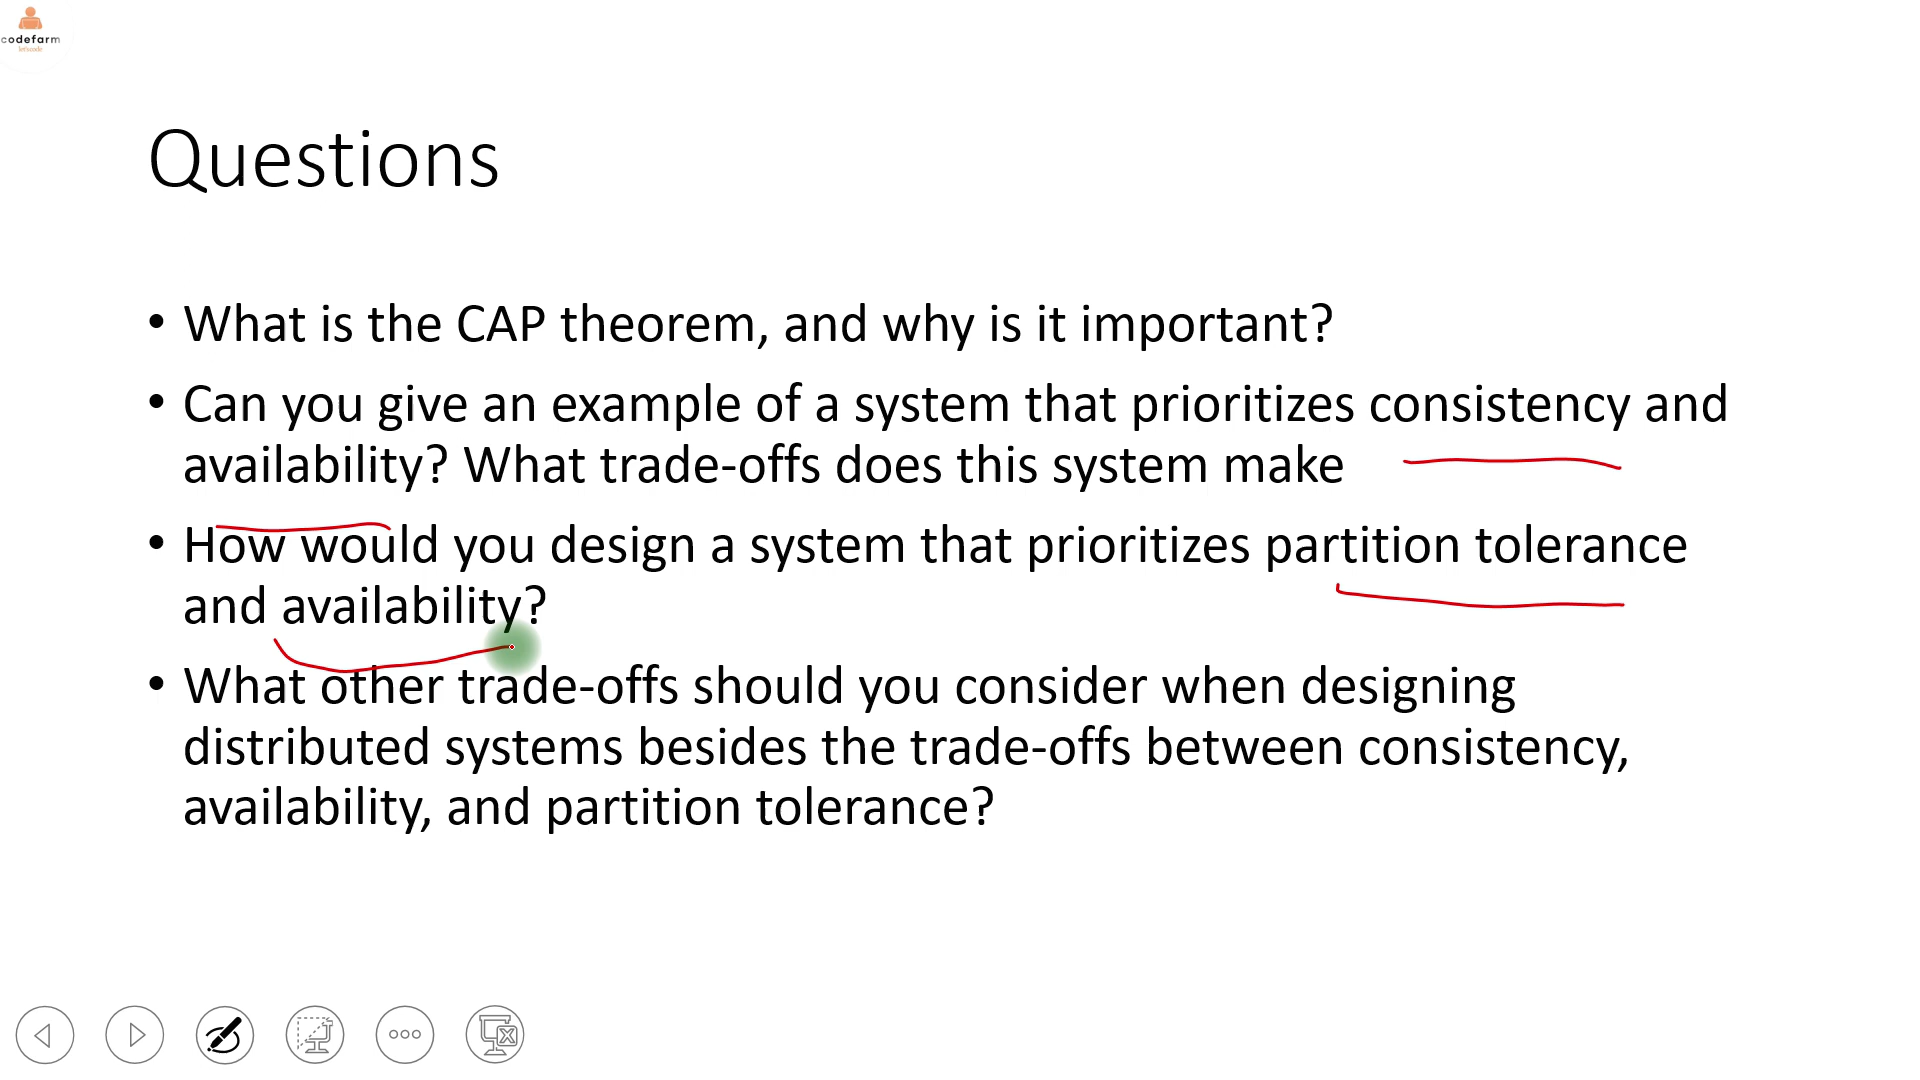 codefarm
let'scode
Questions
• What is the CAP theorem, and why is it important?
• Can you give an example of a system that prioritizes consistency and
availability? What trade-offs does this system make
• How would you design a system that prioritizes partition tolerance
and availability?
• What other trade-offs should you consider when designing
distributed systems besides the trade-offs between consistency,
availability, and partition tolerance?